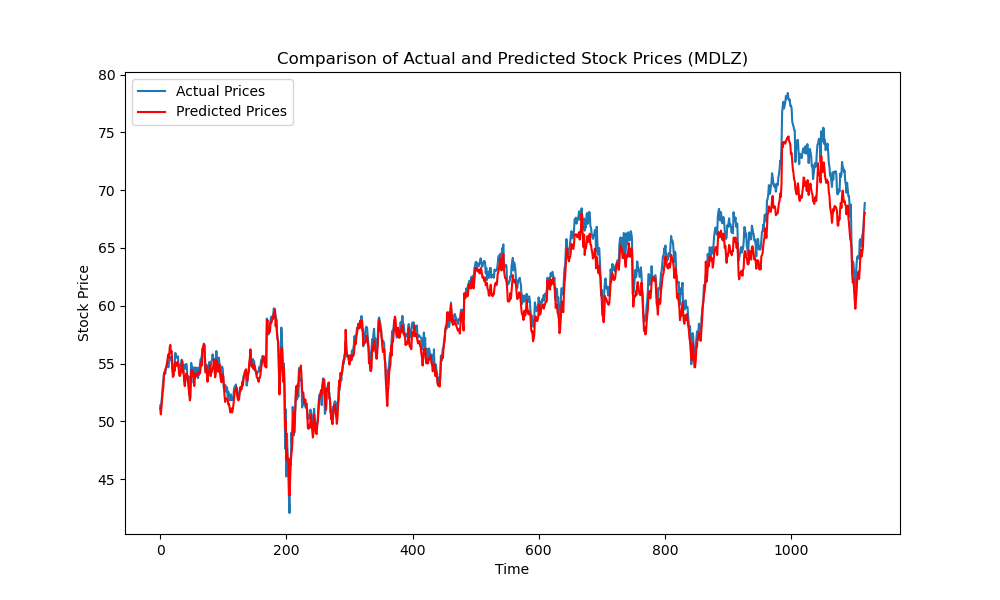 Comparison of Actual and Predicted Stock Prices (MDLZ)
Actual Prices
Predicted Prices
80
75
70
65
60
55
50
45
Stock Price
0 200 400 600 800 1000
Time